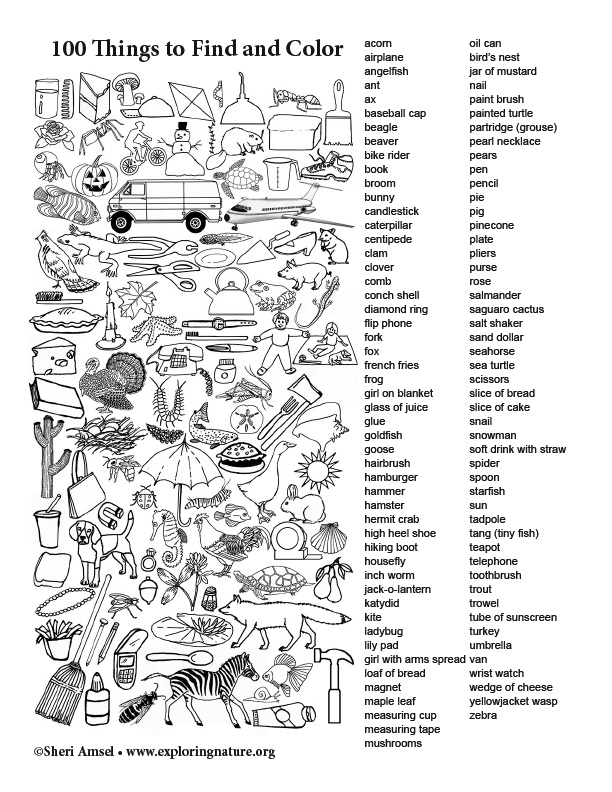 100 Things to Find and Color
acorn
airplane
angelfish
ant
ax
baseball cap
beagle
beaver
bike rider
book
broom
bunny
candlestick
caterpillar
centipede
clam
clover
comb
conch shell
diamond ring
flip phone
fork
fox
french fries
frog
girl on blanket
glass of juice
glue
goldfish
goose
hairbrush
hamburger
hammer
hamster
hermit crab
high heel shoe
hiking boot
housefly
inch worm
jack-o-lantern
katydid
kite
ladybug
lily pad
girl with arms spread
loaf of bread
magnet
maple leaf
measuring cup
measuring tape
mushrooms
oil can
bird's nest
jar of mustard
nail
paint brush
painted turtle
partridge (grouse)
pearl necklace
pears
pen
pencil
pie
pig
pinecone
plate
pliers
purse
rose
salmander
saguaro cactus
salt shaker
sand dollar
seahorse
sea turtle
scissors
slice of bread
slice of cake
snail
snowman
soft drink with straw
spider
spoon
starfish
sun
tadpole
tang (tiny fish)
teapot
telephone
toothbrush
trout
trowel
tube of sunscreen
turkey
umbrella
van
wrist watch
wedge of cheese
yellowjacket wasp
zebra
©Sheri Amsel • www.exploringnature.org